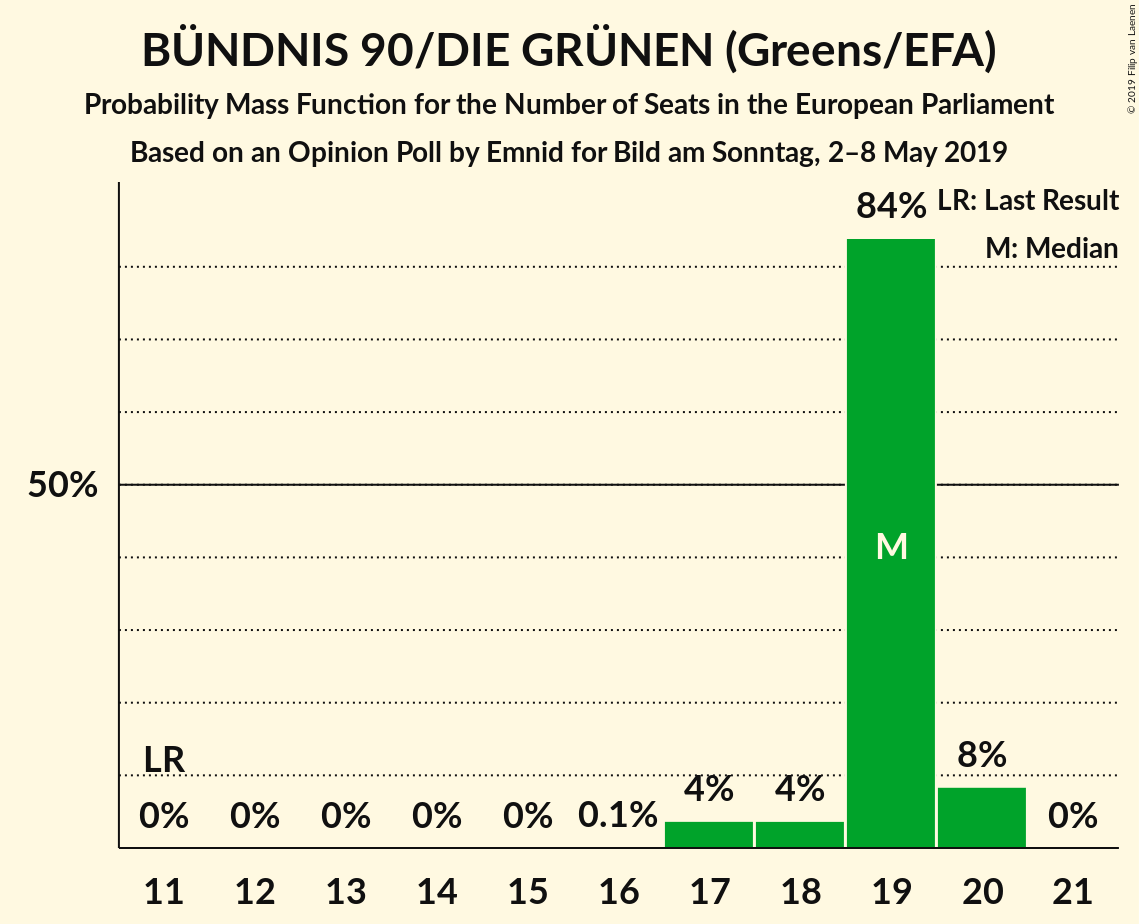 BÜNDNIS 90/DIE GRÜNEN (Greens/EFA)
Probability Mass Function for the Number of Seats in the European Parliament
Based on an Opinion Poll by Emnid for Bild am Sonntag, 2–8 May 2019
© 2019 Filip van Laenen
84%
LR: Last Result
M: Median
50%
M
LR
0%
0%
0%
0%
0%
0.1%
4%
4%
8%
0%
11 12 13 14 15 16 17 18 19 20 21